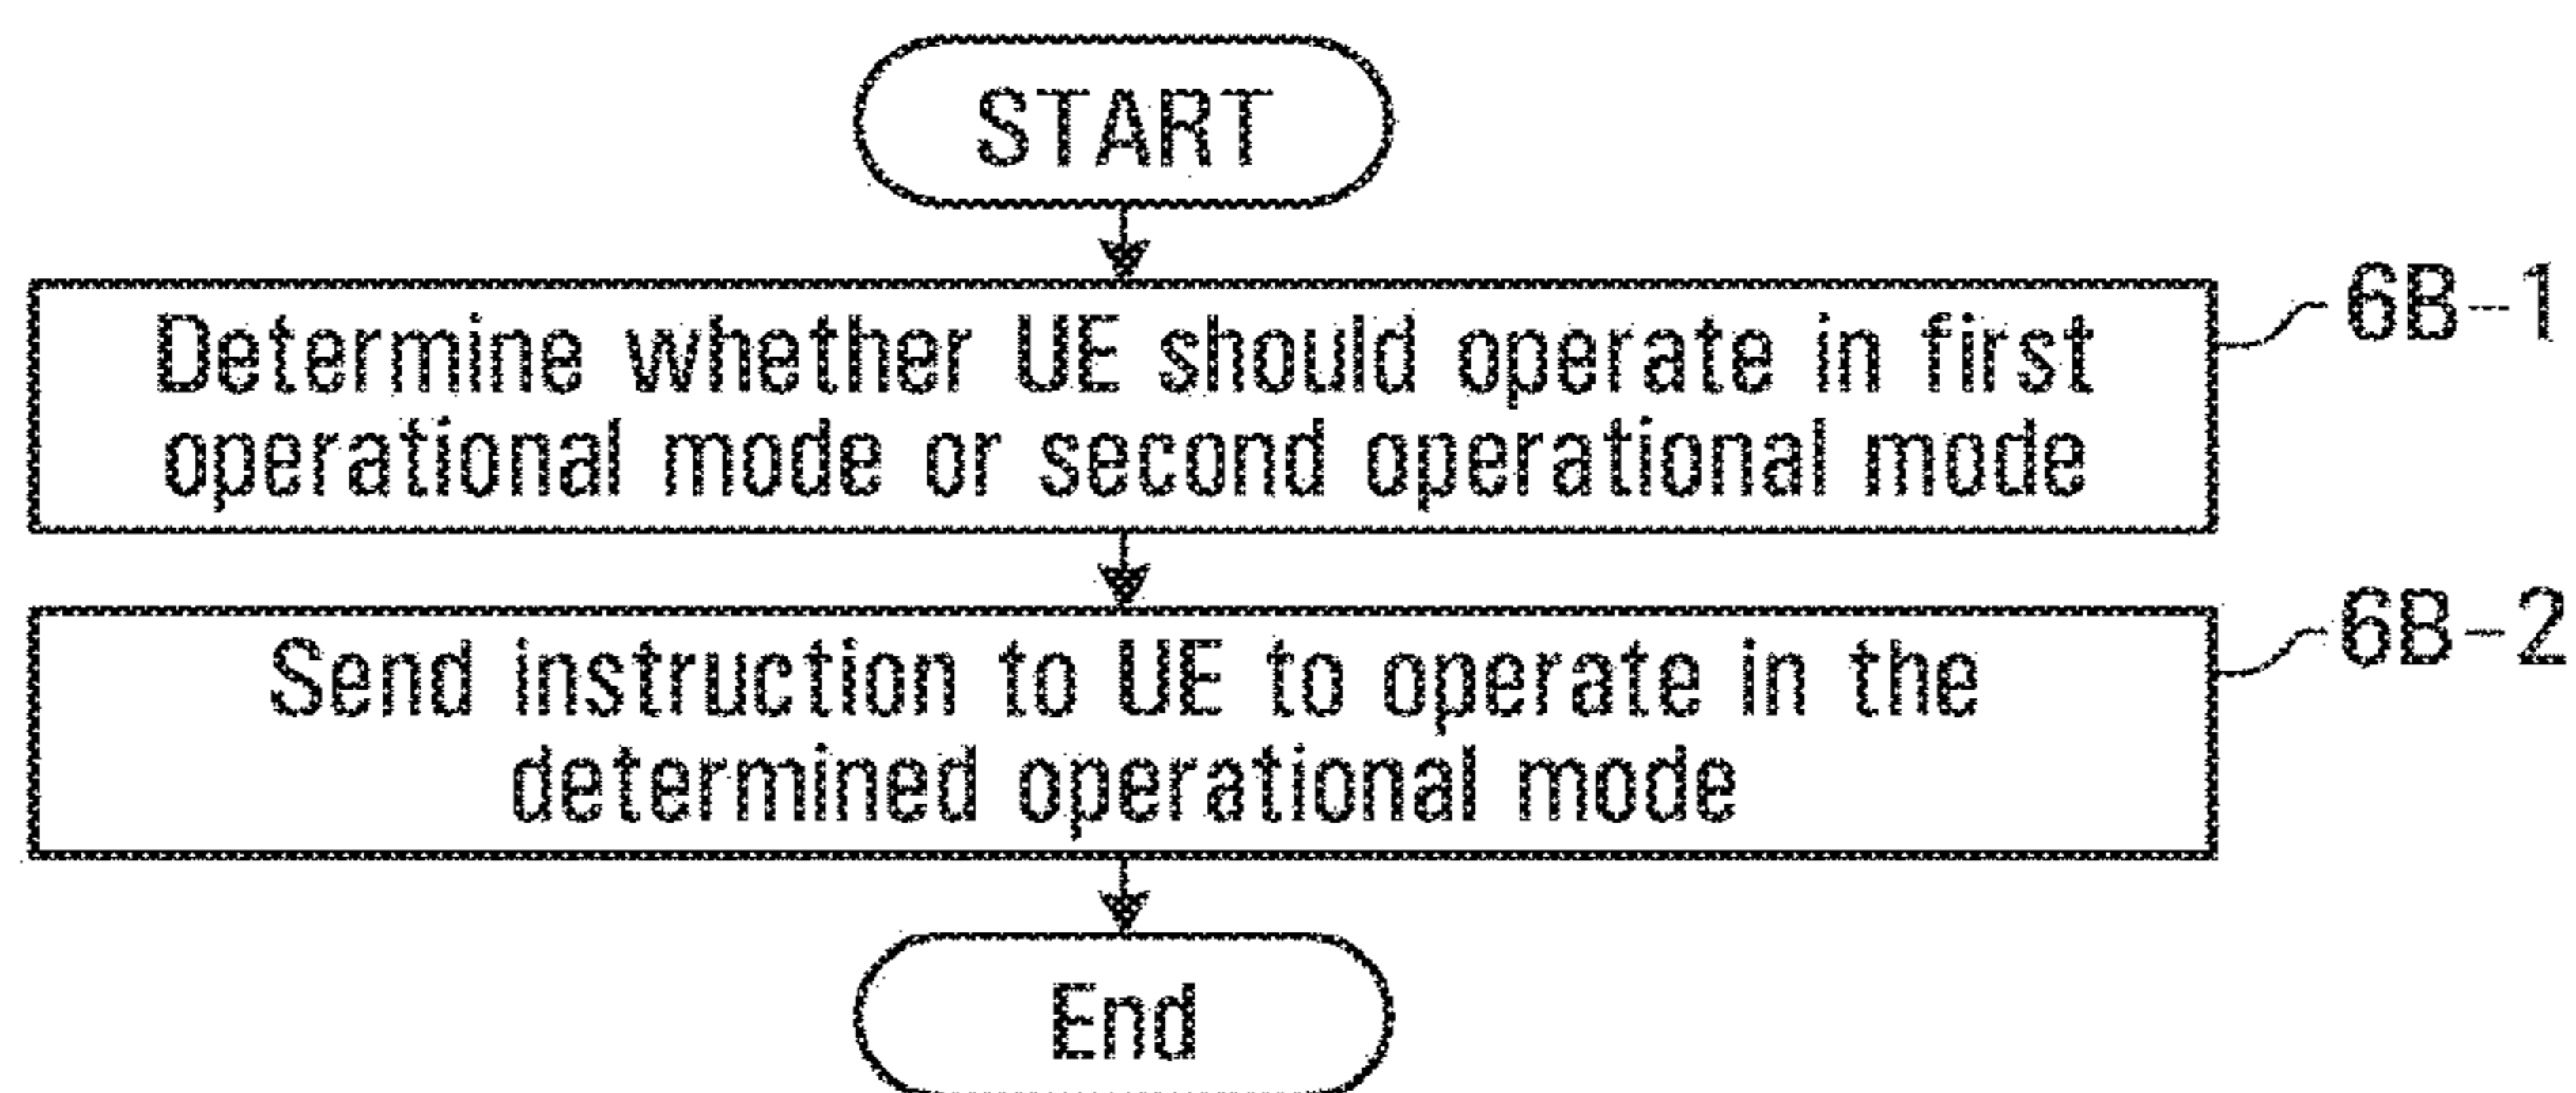 START
Determine whether UE should operate in first
operational mode or second operational mode
6B-1
Send instruction to UE to operate in the
determined operational mode
6B-2
End